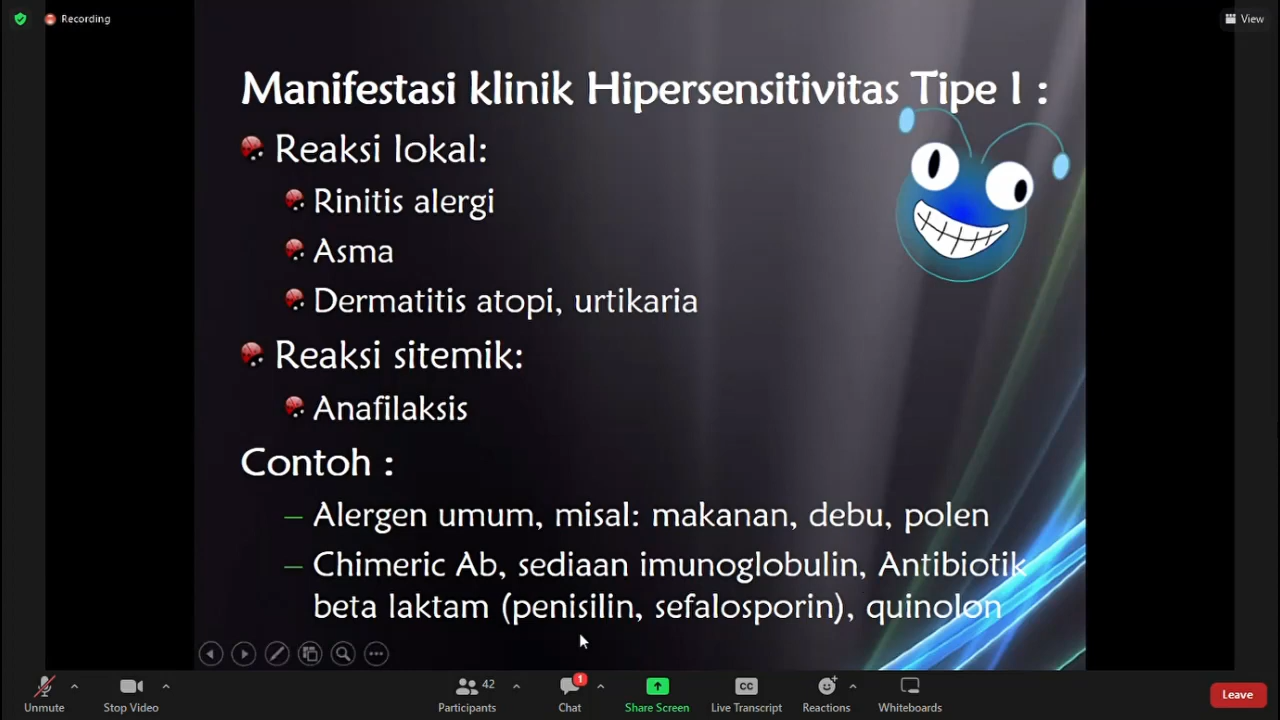 Recording
View
Manifestasi klinik Hipersensitivitas Tipe I :
Reaksi lokal:
Rinitis alergi
Asma
Dermatitis atopi, urtikaria
Reaksi sitemik:
Anafilaksis
Contoh :
– Alergen umum, misal: makanan, debu, polen
– Chimeric Ab, sediaan imunoglobulin, Antibiotik
beta laktam (penisilin, sefalosporin), quinolon
Unmute
Stop Video
42
Participants
1
Chat
Share Screen
CC
Live Transcript
Reactions
Whiteboards
Leave